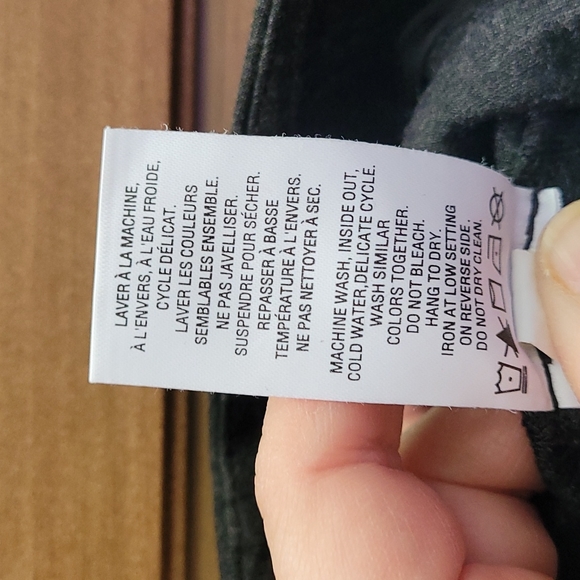 LAVER À LA MACHINE,
À L'ENVERS, À L'EAU FROIDE,
CYCLE DÉLICAT.
LAVER LES COULEURS
SEMBLABLES ENSEMBLE.
NE PAS JAVELLISER.
SUSPENDRE POUR SÉCHER.
REPASSER À BASSE
TEMPÉRATURE À L'ENVERS.
NE PAS NETTOYER À SEC.
MACHINE WASH, INSIDE OUT,
COLD WATER, DELICATE CYCLE.
WASH SIMILAR
COLORS TOGETHER.
DO NOT BLEACH.
HANG TO DRY.
IRON AT LOW SETTING
ON REVERSE SIDE.
DO NOT DRY CLEAN.